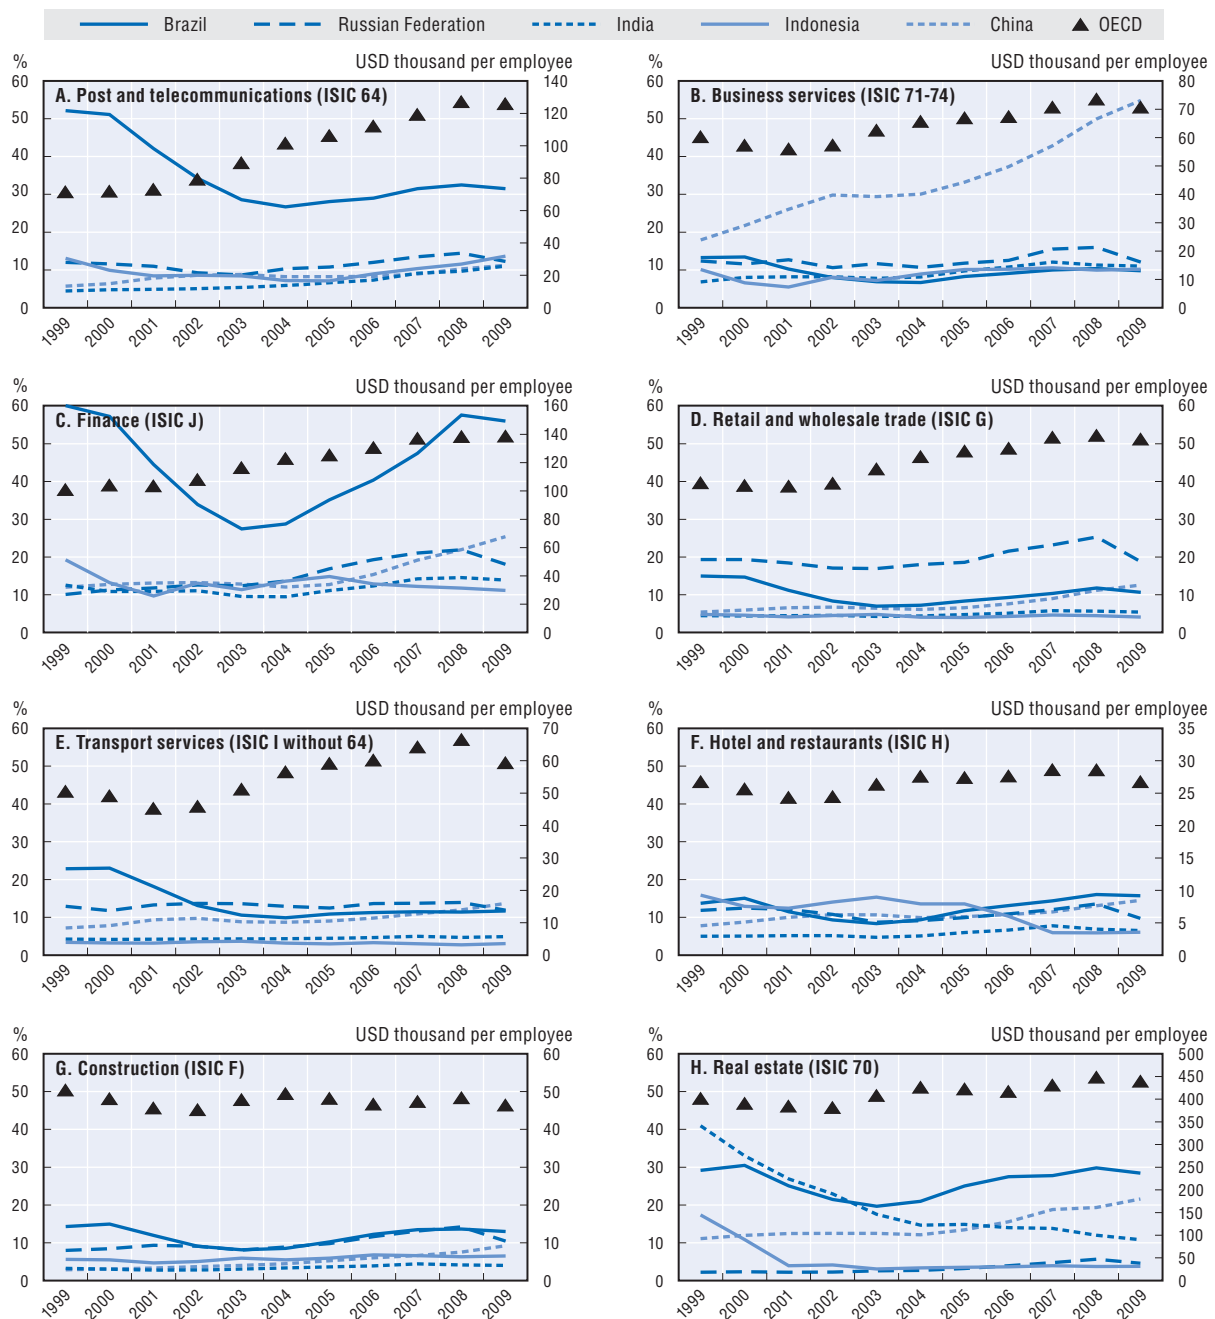 Brazil Russian Federation India Indonesia China OECD
% USD thousand per employee
A. Post and telecommunications (ISIC 64)
60 50 40 30 20 10 0
140 120 100 80 60 40 20 0
1999 2000 2001 2002 2003 2004 2005 2006 2007 2008 2009
% USD thousand per employee
B. Business services (ISIC 71-74)
60 50 40 30 20 10 0
80 70 60 50 40 30 20 10 0
1999 2000 2001 2002 2003 2004 2005 2006 2007 2008 2009
% USD thousand per employee
C. Finance (ISIC J)
60 50 40 30 20 10 0
160 140 120 100 80 60 40 20 0
1999 2000 2001 2002 2003 2004 2005 2006 2007 2008 2009
% USD thousand per employee
D. Retail and wholesale trade (ISIC G)
60 50 40 30 20 10 0
60 50 40 30 20 10 0
1999 2000 2001 2002 2003 2004 2005 2006 2007 2008 2009
% USD thousand per employee
E. Transport services (ISIC I without 64)
60 50 40 30 20 10 0
70 60 50 40 30 20 10 0
1999 2000 2001 2002 2003 2004 2005 2006 2007 2008 2009
% USD thousand per employee
F. Hotel and restaurants (ISIC H)
60 50 40 30 20 10 0
35 30 25 20 15 10 5 0
1999 2000 2001 2002 2003 2004 2005 2006 2007 2008 2009
% USD thousand per employee
G. Construction (ISIC F)
60 50 40 30 20 10 0
60 50 40 30 20 10 0
1999 2000 2001 2002 2003 2004 2005 2006 2007 2008 2009
% USD thousand per employee
H. Real estate (ISIC 70)
60 50 40 30 20 10 0
500 450 400 350 300 250 200 150 100 50 0
1999 2000 2001 2002 2003 2004 2005 2006 2007 2008 2009